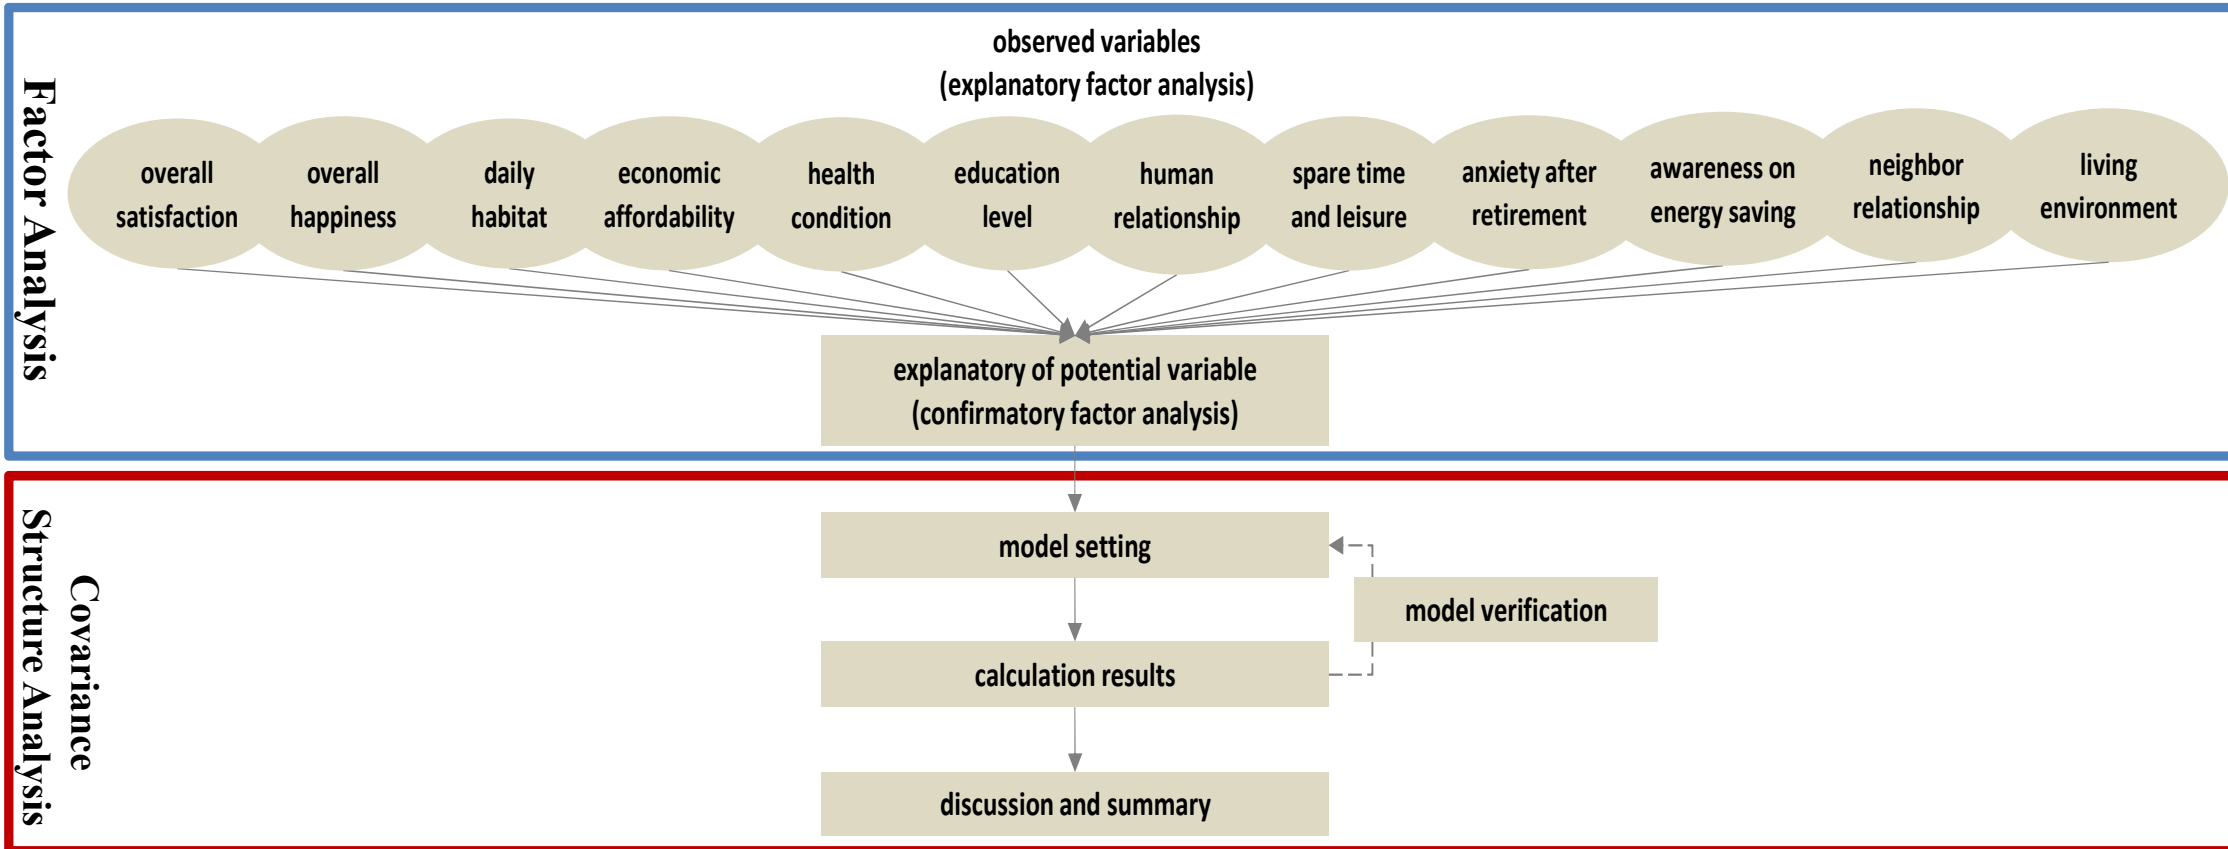 Factor Analysis
observed variables
(explanatory factor analysis)
overall
satisfaction
overall
happiness
daily
habitat
economic
affordability
health
condition
education
level
human
relationship
spare time
and leisure
anxiety after
retirement
awareness on
energy saving
neighbor
relationship
living
environment
explanatory of potential variable
(confirmatory factor analysis)
Covariance
Structure Analysis
model setting
model verification
calculation results
discussion and summary